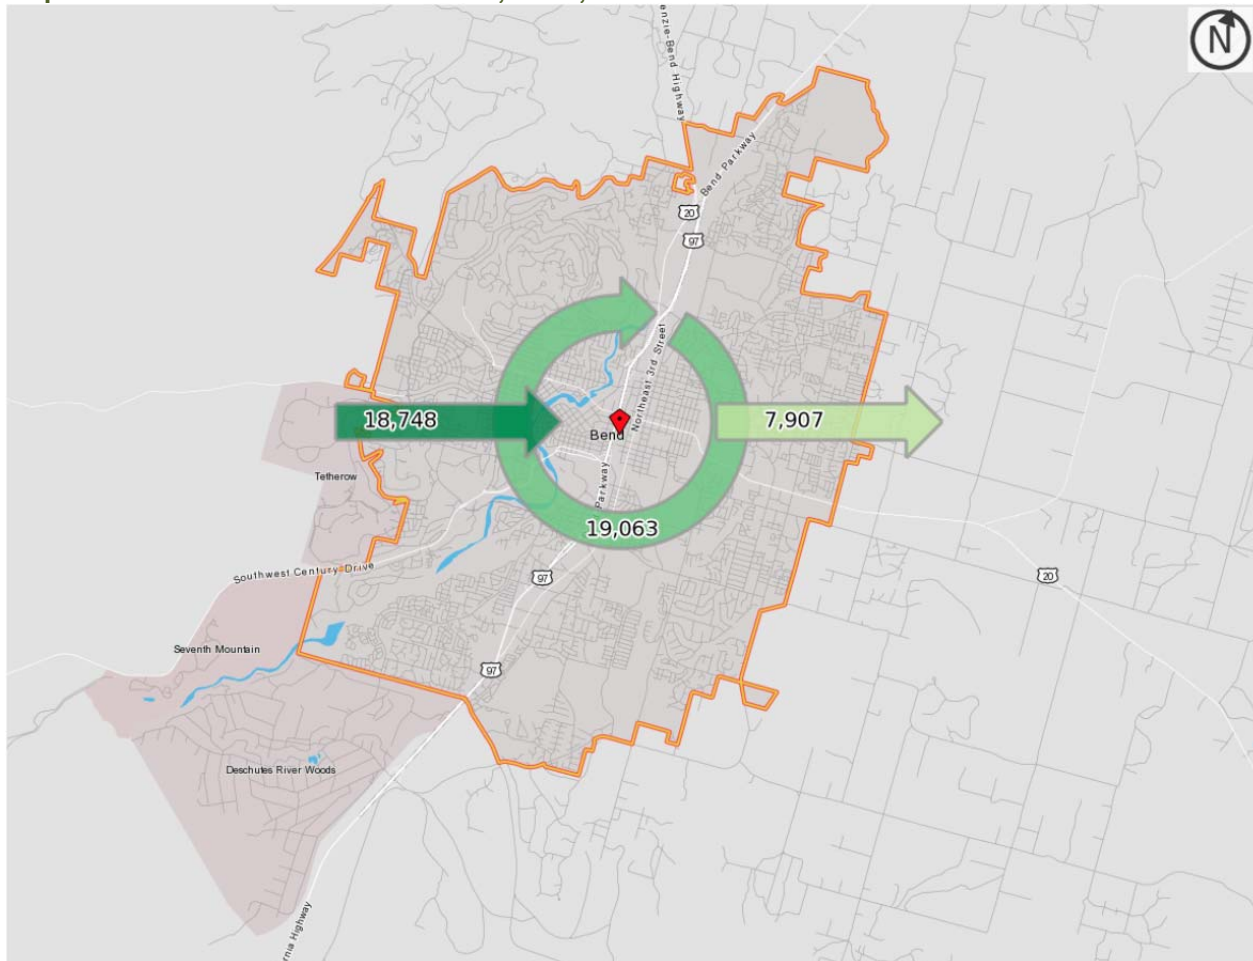 N
enzie-Bend Highway
Bend Parkway
20
97
Northeast 3rd Street
18,748
7,907
Bend
Tetherow
Parkway
19,063
Southwest Century Drive
97
20
Seventh Mountain
97
Deschutes River Woods
rnia Highway